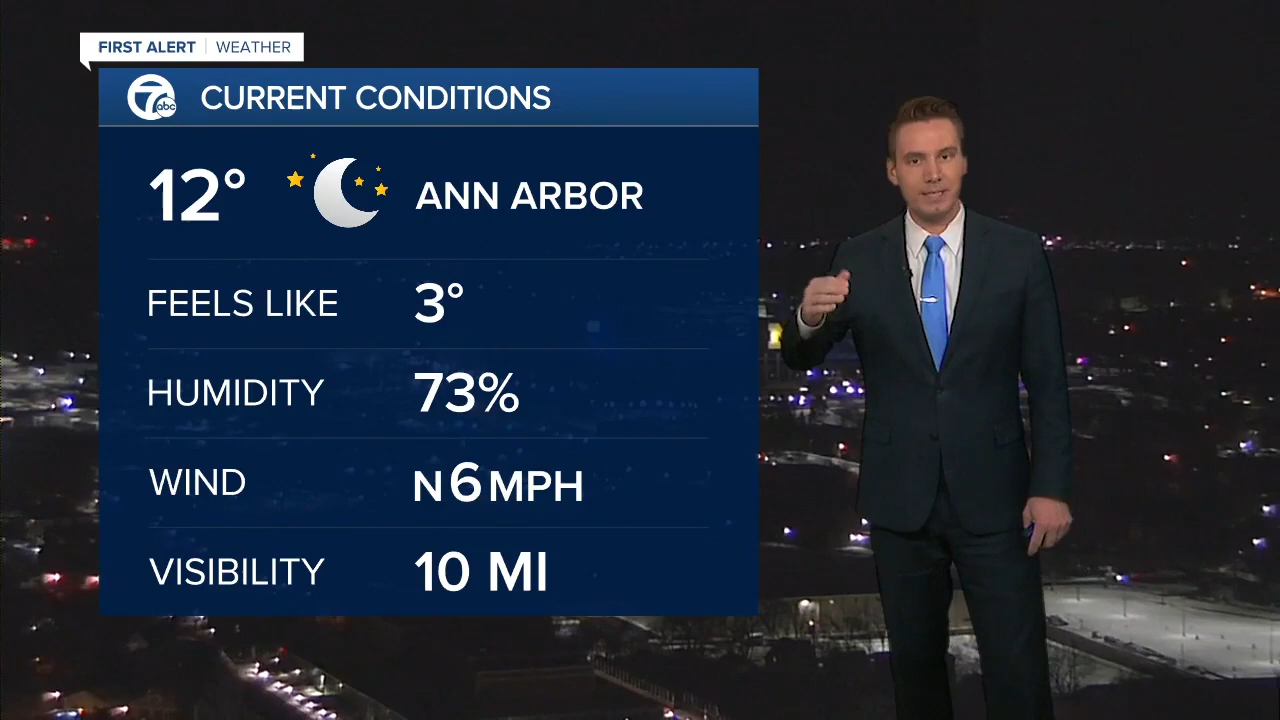 FIRST ALERT | WEATHER
7 abc CURRENT CONDITIONS
12° ANN ARBOR
FEELS LIKE 3°
HUMIDITY 73%
WIND N 6 MPH
VISIBILITY 10 MI